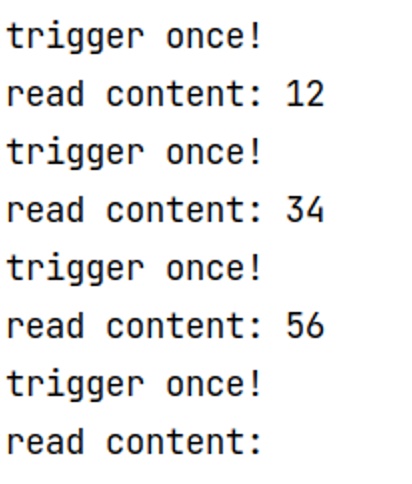 trigger once!
read content: 12
trigger once!
read content: 34
trigger once!
read content: 56
trigger once!
read content: